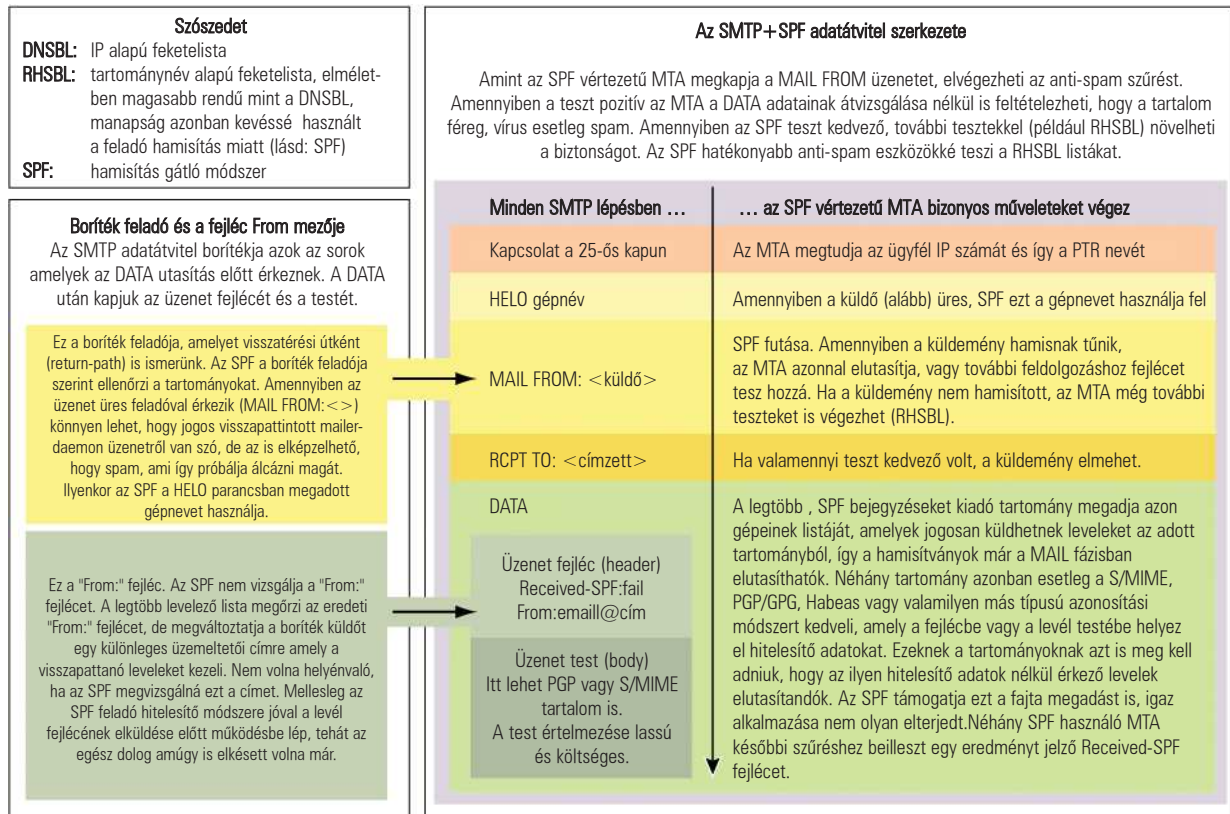 Szószedet
DNSBL: IP alapú feketelista
RHSBL: tartománynév alapú feketelista, elmélet-
ben magasabb rendű mint a DNSBL,
manapság azonban kevéssé használt
a feladó hamisítás miatt (lásd: SPF)
SPF: hamisítás gátló módszer
Boríték feladó és a fejléc From mezője
Az SMTP adatátvitel borítékja azok az sorok
amelyek az DATA utasítás előtt érkeznek. A DATA
után kapjuk az üzenet fejlécét és a testét.
Ez a boríték feladója, amelyet visszatérési útként
(return-path) is ismerünk. Az SPF a boríték feladója
szerint ellenőrzi a tartományokat. Amennyiben az
üzenet üres feladóval érkezik (MAIL FROM:<>)
könnyen lehet, hogy jogos visszapattintott mailer-
daemon üzenetről van szó, de az is elképzelhető,
hogy spam, ami így próbálja álcázni magát.
Ilyenkor az SPF a HELO parancsban megadott
gépnevet használja.
Ez a "From:" fejléc. Az SPF nem vizsgálja a "From:"
fejlécet. A legtöbb levelező lista megőrzi az eredeti
"From:" fejlécet, de megváltoztatja a boríték küldőt
egy különleges üzemeltetői címre amely a
visszapattanó leveleket kezeli. Nem volna helyénvaló,
ha az SPF megvizsgálná ezt a címet. Mellesleg az
SPF feladó hitelesítő módszere jóval a levél
fejlécének elküldése előtt működésbe lép, tehát az
egész dolog amúgy is elkésett volna már.
Az SMTP+SPF adatátvitel szerkezete
Amint az SPF vértezetű MTA megkapja a MAIL FROM üzenetet, elvégezheti az anti-spam szűrést.
Amennyiben a teszt pozitív az MTA a DATA adatainak átvizsgálása nélkül is feltételezheti, hogy a tartalom
féreg, vírus esetleg spam. Amennyiben az SPF teszt kedvező, további tesztekkel (például RHSBL) növelheti
a biztonságot. Az SPF hatékonyabb anti-spam eszközökké teszi a RHSBL listákat.
Minden SMTP lépésben ...
... az SPF vértezetű MTA bizonyos műveleteket végez
Kapcsolat a 25-ős kapun
Az MTA megtudja az ügyfél IP számát és így a PTR nevét
HELO gépnév
Amennyiben a küldő (alább) üres, SPF ezt a gépnevet használja fel
MAIL FROM: <küldő>
SPF futása. Amennyiben a küldemény hamisnak tűnik,
az MTA azonnal elutasítja, vagy további feldolgozáshoz fejlécet
tesz hozzá. Ha a küldemény nem hamisított, az MTA még további
teszteket is végezhet (RHSBL).
RCPT TO: <címzett>
Ha valamennyi teszt kedvező volt, a küldemény elmehet.
DATA
Üzenet fejléc (header)
Received-SPF:fail
From:emaill@cím
Üzenet test (body)
Itt lehet PGP vagy S/MIME
tartalom is.
A test értelmezése lassú
és költséges.
A legtöbb , SPF bejegyzéseket kiadó tartomány megadja azon
gépeinek listáját, amelyek jogosan küldhetnek leveleket az adott
tartományból, így a hamisítványok már a MAIL fázisban
elutasíthatók. Néhány tartomány azonban esetleg a S/MIME,
PGP/GPG, Habeas vagy valamilyen más típusú azonosítási
módszert kedveli, amely a fejlécbe vagy a levél testébe helyez
el hitelesítő adatokat. Ezeknek a tartományoknak azt is meg kell
adniuk, hogy az ilyen hitelesítő adatok nélkül érkező levelek
elutasítandók. Az SPF támogatja ezt a fajta megadást is, igaz
alkalmazása nem olyan elterjedt.Néhány SPF használó MTA
későbbi szűréshez beilleszt egy eredményt jelző Received-SPF
fejlécet.